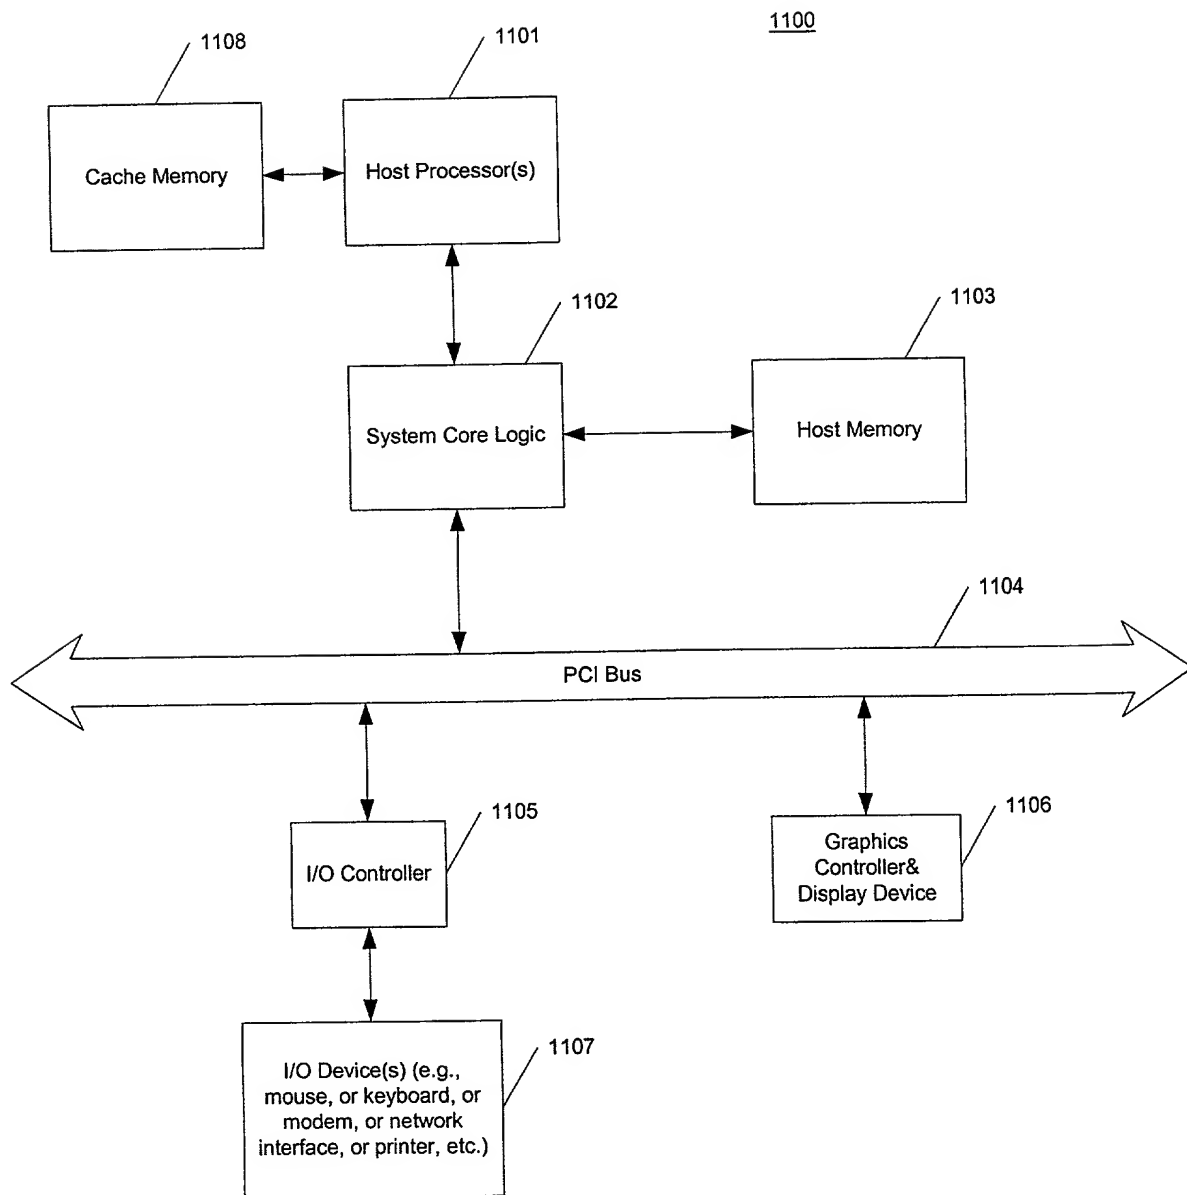 1100
1108
1101
Cache Memory
Host Processor(s)
1102
1103
System Core Logic
Host Memory
1104
PCI Bus
1105
1106
I/O Controller
Graphics
Controller&
Display Device
1107
I/O Device(s) (e.g.,
mouse, or keyboard, or
modem, or network
interface, or printer, etc.)